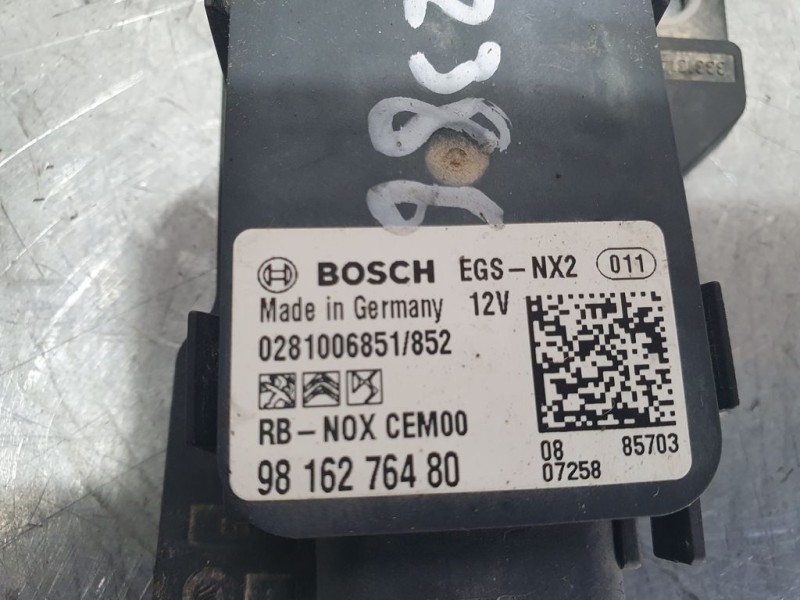 BOSCH EGS-NX2 011
Made in Germany 12V
0281006851/852
RB-NOX CEM00
98 162 764 80
08 85703
07258